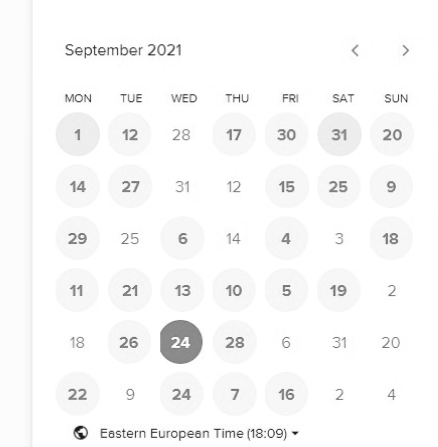 September 2021
MON TUE WED THU FRI SAT SUN
1 12 28 17 30 31 20
14 27 31 12 15 25 9
29 25 6 14 4 3 18
11 21 13 10 5 19 2
18 26 24 28 6 31 20
22 9 24 7 16 2 4
Eastern European Time (18:09)